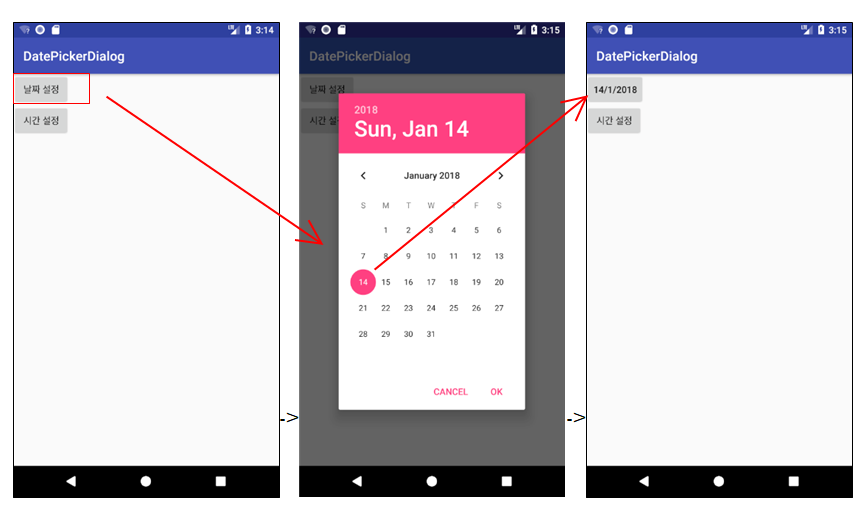 3:14
DatePickerDialog
날짜 설정
시간 설정
->
3:15
DatePickerDialog
날짜 설정
시간 설
2018
Sun, Jan 14
January 2018
S M T W T F S
1 2 3 4 5 6
7 8 9 10 11 12 13
14 15 16 17 18 19 20
21 22 23 24 25 26 27
28 29 30 31
CANCEL OK
->
3:15
DatePickerDialog
14/1/2018
시간 설정